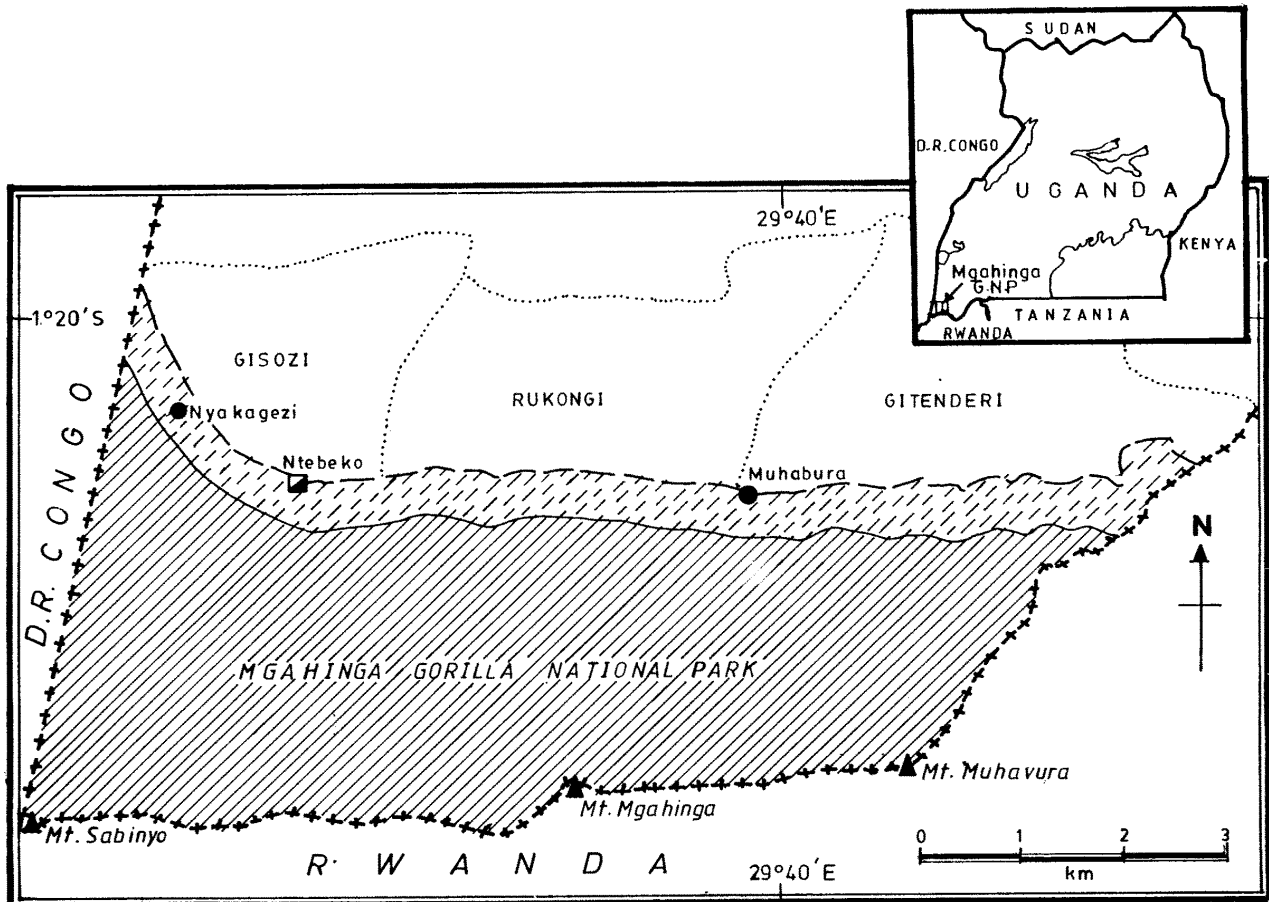 SUDAN
D.R.CONGO
UGANDA
KENYA
Mgahinga
G.N.P
TANZANIA
RWANDA
29°40'E
1°20'S
GISOZI
RUKONGI
GITENDERI
Nyakagezi
Ntebeko
Muhabura
D.R. CONGO
N
MGAHINGA GORILLA NATIONAL PARK
Mt. Muhavura
Mt. Mgahinga
Mt. Sabinyo
RWANDA
29°40'E
0 1 2 3
km